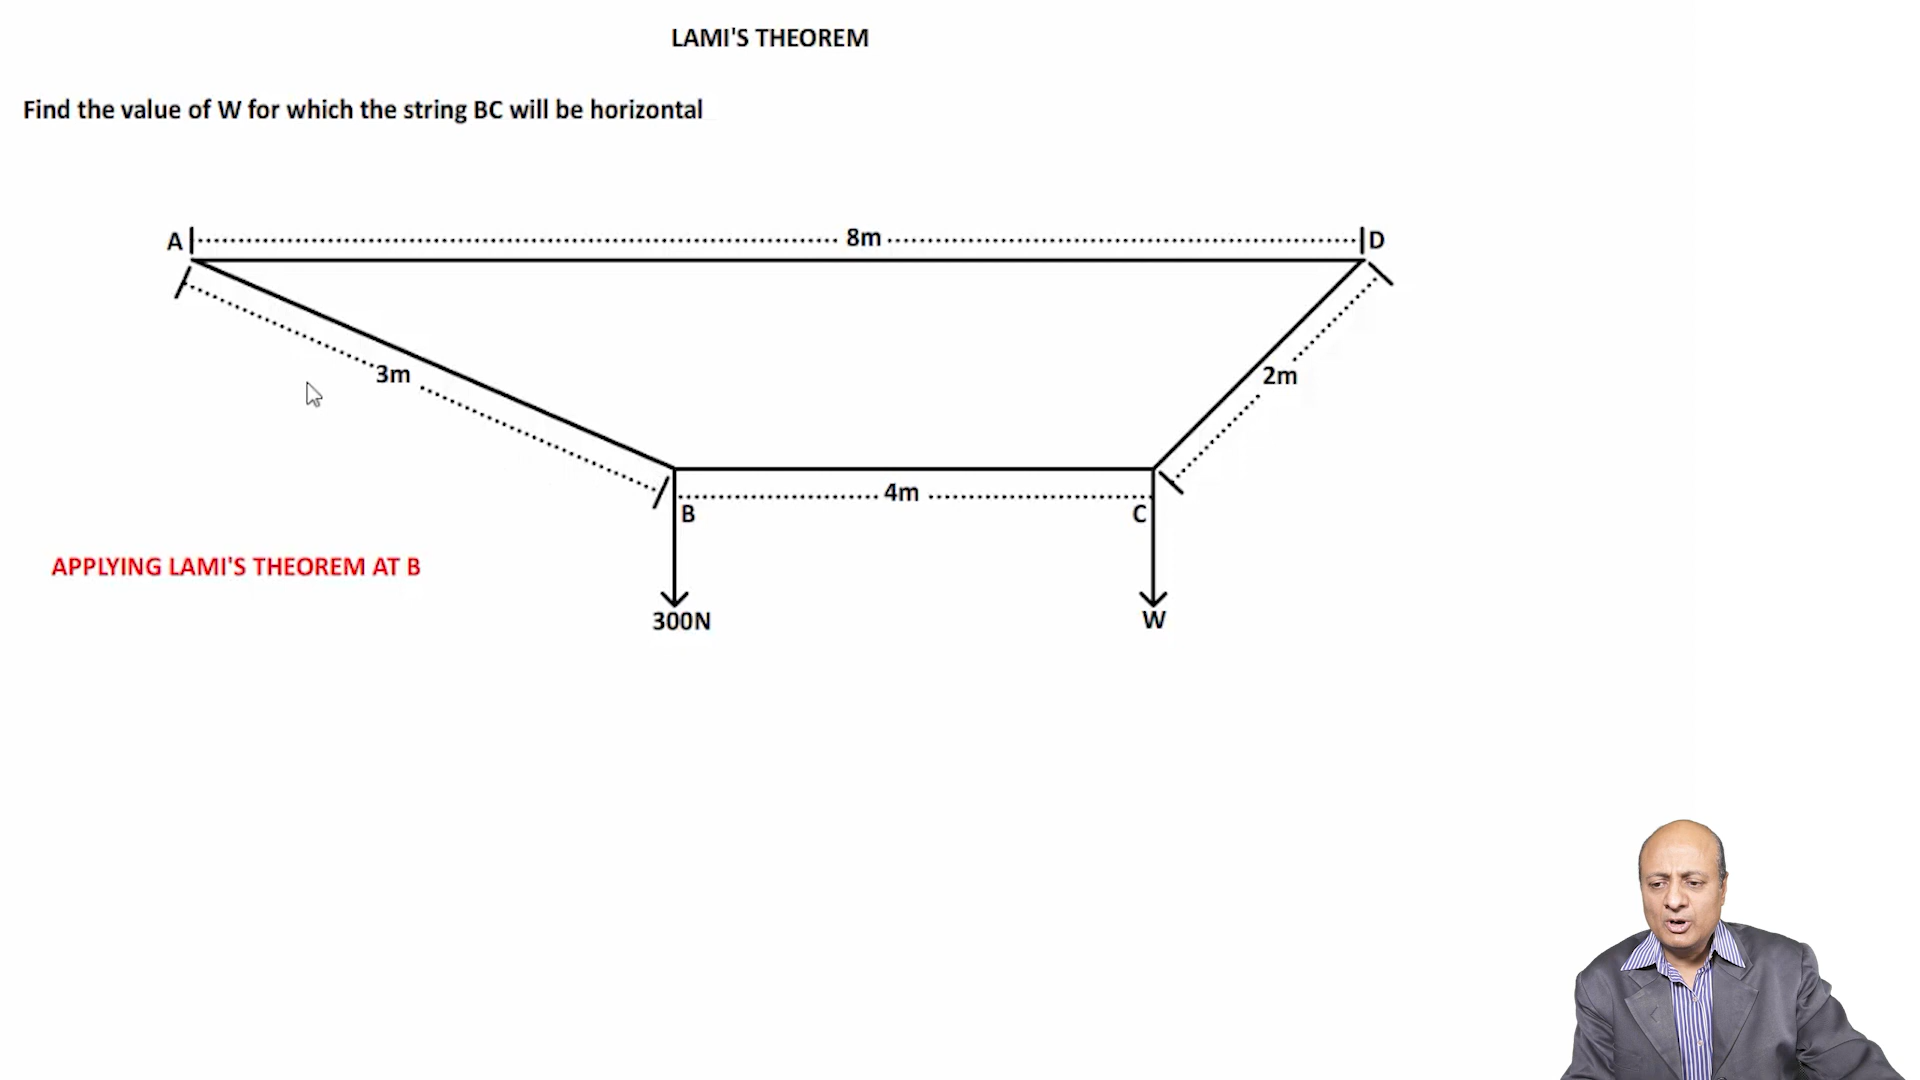 LAMI'S THEOREM
Find the value of W for which the string BC will be horizontal
A
8m
D
3m
2m
4m
B
C
APPLYING LAMI'S THEOREM AT B
300N
W